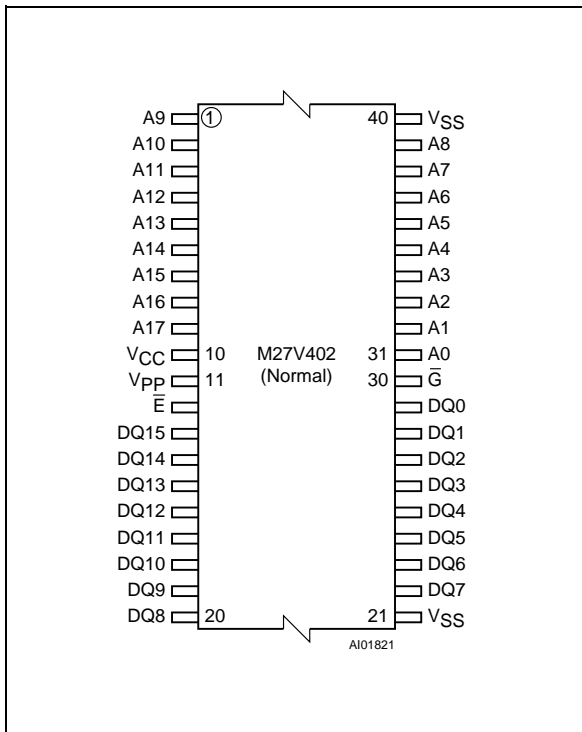 A9 1 40 VSS
A10 A8
A11 A7
A12 A6
A13 A5
A14 A4
A15 A3
A16 A2
A17 A1
VCC 10 M27V402 31 A0
VPP 11 (Normal) 30 G̅
E̅ DQ0
DQ15 DQ1
DQ14 DQ2
DQ13 DQ3
DQ12 DQ4
DQ11 DQ5
DQ10 DQ6
DQ9 DQ7
DQ8 20 21 VSS
AI01821